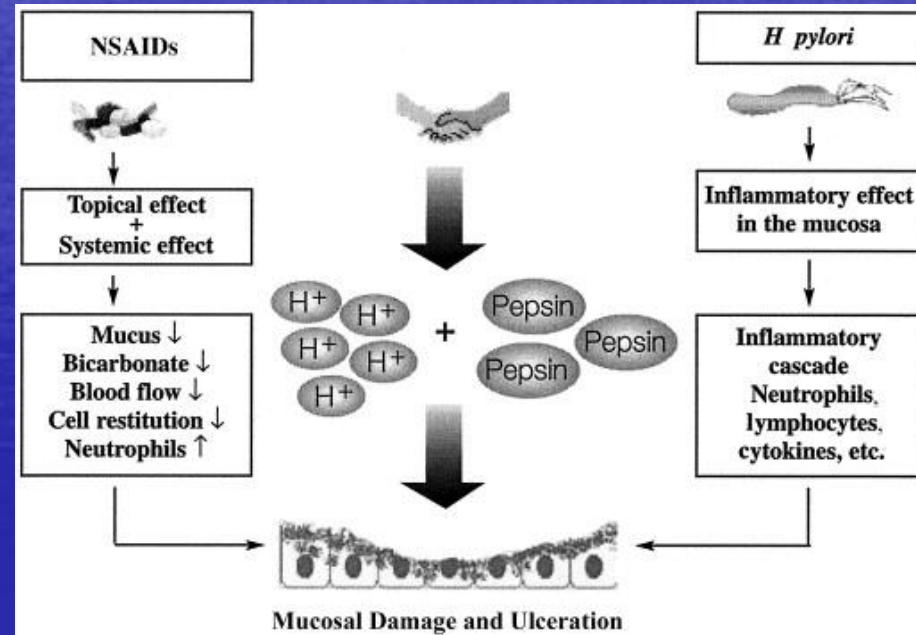 NSAIDs
Topical effect
+
Systemic effect
Mucus ↓
Bicarbonate ↓
Blood flow ↓
Cell restitution ↓
Neutrophils ↑
H+
H+
H+
H+
H+
+
Pepsin
Pepsin
Pepsin
H pylori
Inflammatory effect
in the mucosa
Inflammatory
cascade
Neutrophils,
lymphocytes,
cytokines, etc.
Mucosal Damage and Ulceration